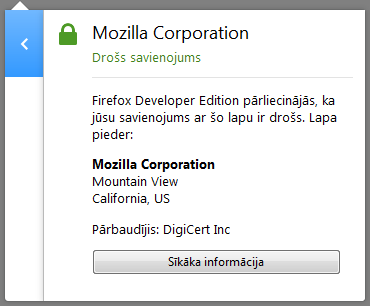 Mozilla Corporation
Drošs savienojums
Firefox Developer Edition pārliecinājās, ka
jūsu savienojums ar šo lapu ir drošs. Lapa
pieder:
Mozilla Corporation
Mountain View
California, US
Pārbaudījis: DigiCert Inc
Sīkāka informācija